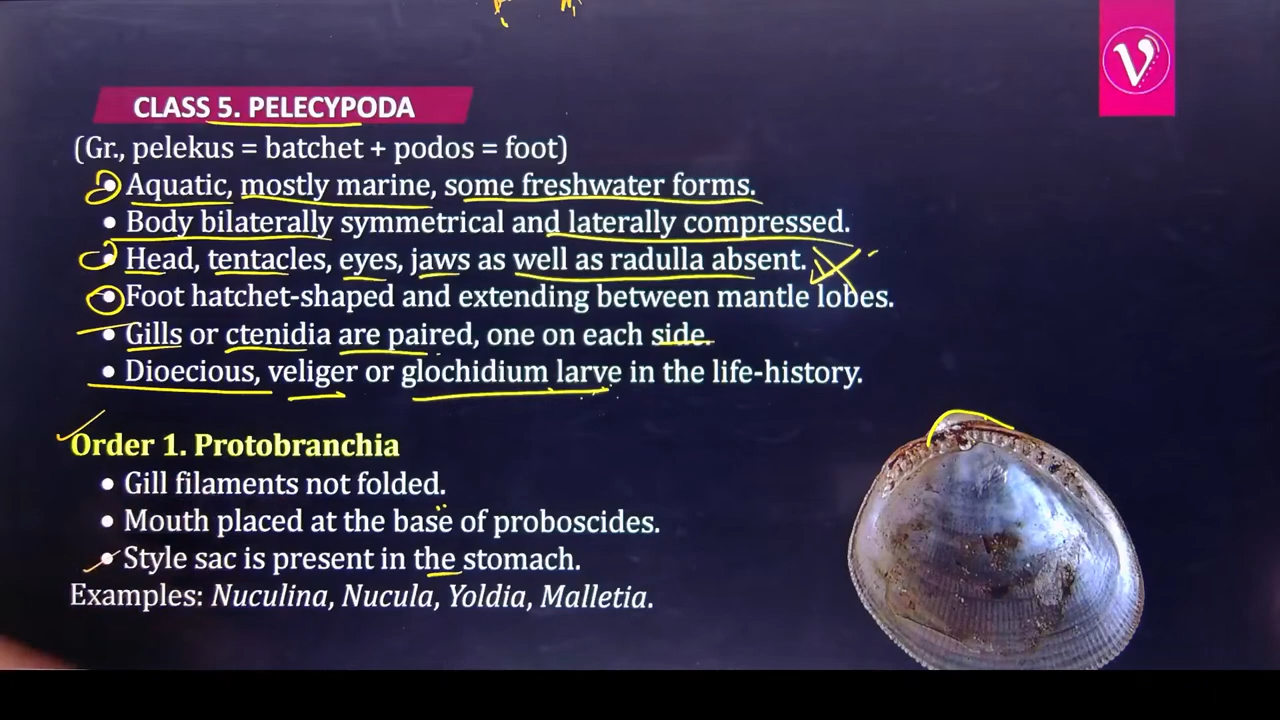 V
CLASS 5. PELECYPODA
(Gr., pelekus = batchet + podos = foot)
• Aquatic, mostly marine, some freshwater forms.
• Body bilaterally symmetrical and laterally compressed.
• Head, tentacles, eyes, jaws as well as radulla absent.
• Foot hatchet-shaped and extending between mantle lobes.
• Gills or ctenidia are paired, one on each side.
• Dioecious, veliger or glochidium larve in the life-history.
Order 1. Protobranchia
• Gill filaments not folded.
• Mouth placed at the base of proboscides.
• Style sac is present in the stomach.
Examples: Nuculina, Nucula, Yoldia, Malletia.